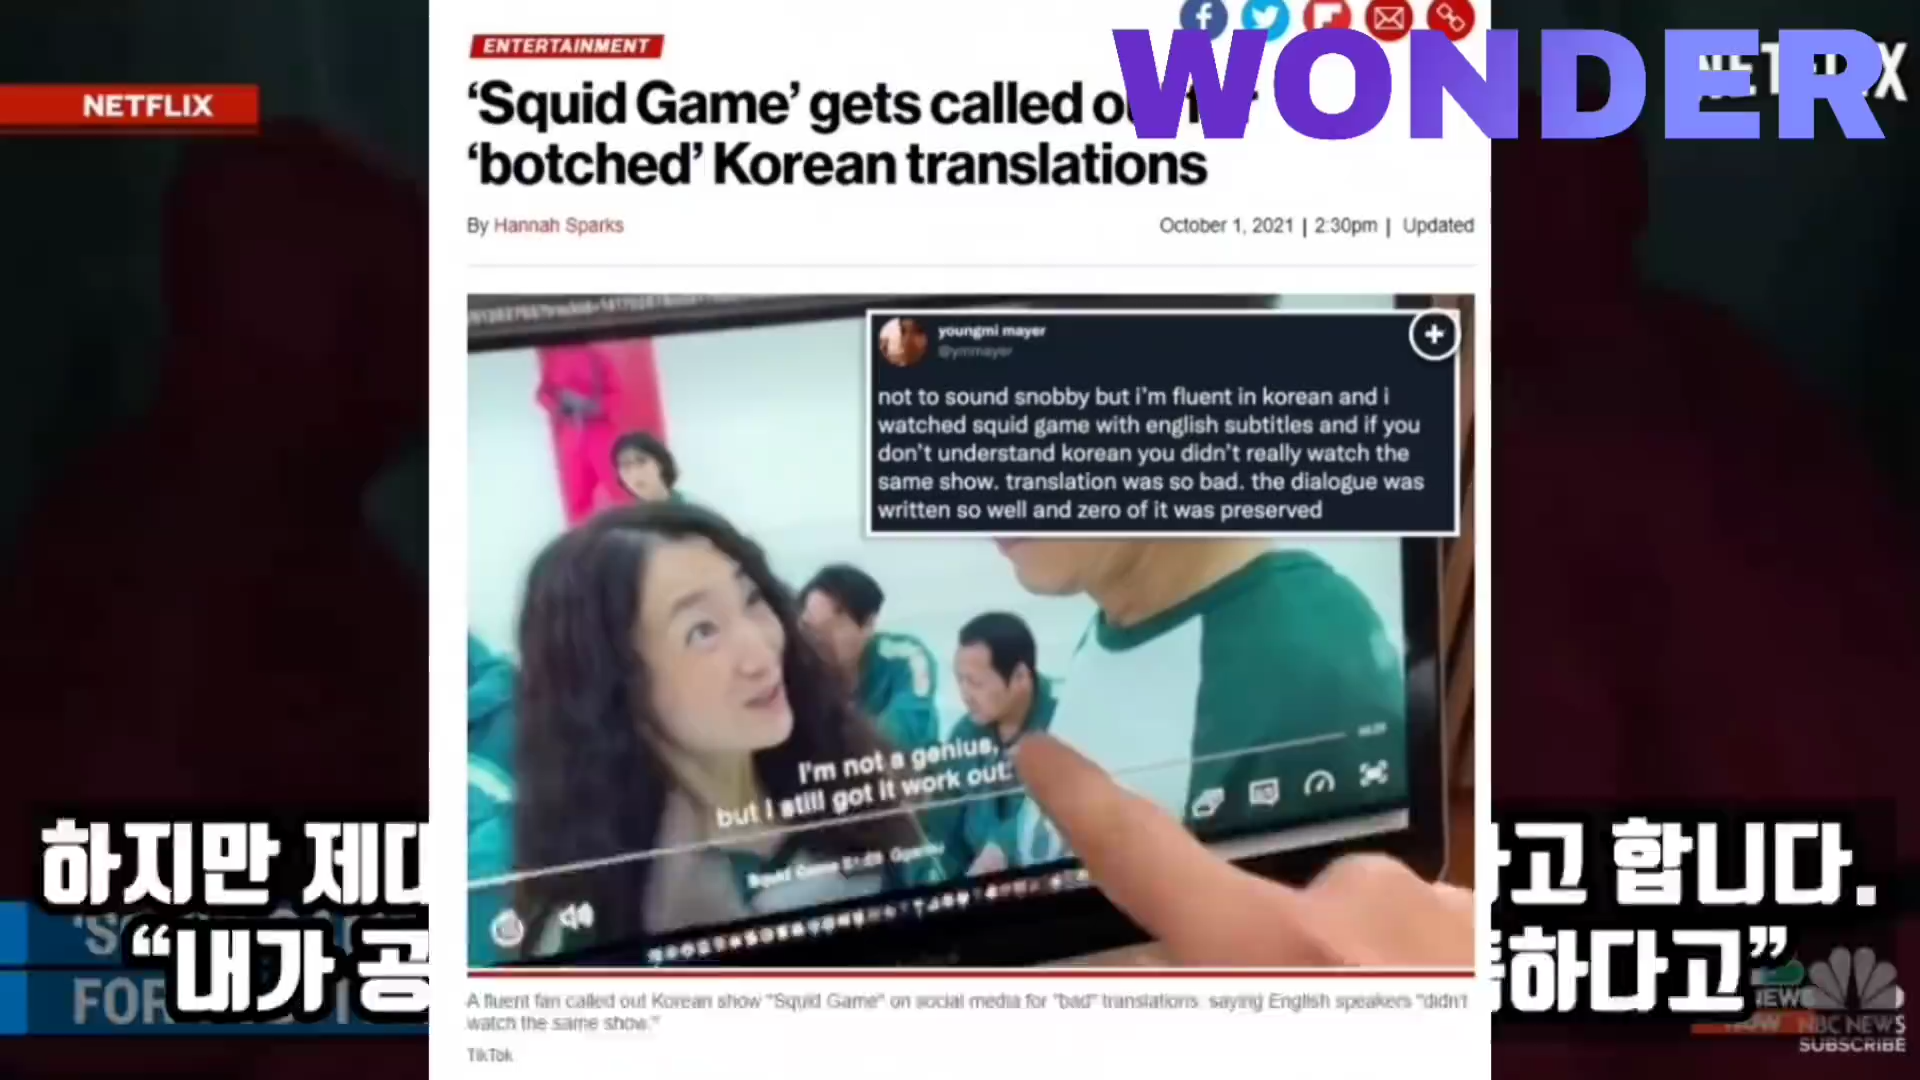 ENTERTAINMENT
WONDER
NETFLIX
‘Squid Game’ gets called
‘botched’ Korean translations
By Hannah Sparks
October 1, 2021 | 2:30pm | Updated
youngmi mayer
@ymmayer
not to sound snobby but i’m fluent in korean and i
watched squid game with english subtitles and if you
don’t understand korean you didn’t really watch the
same show. translation was so bad. the dialogue was
written so well and zero of it was preserved
I'm not a genius,
but I still got it work out.
하지만
고 합니다.
“내가
하다고”
FOR
A fluent fan called out Korean show "Squid Game" on social media for "bad" translations, saying English speakers "didn't
watch the same show."
TikTok
NBC NEWS
SUBSCRIBE